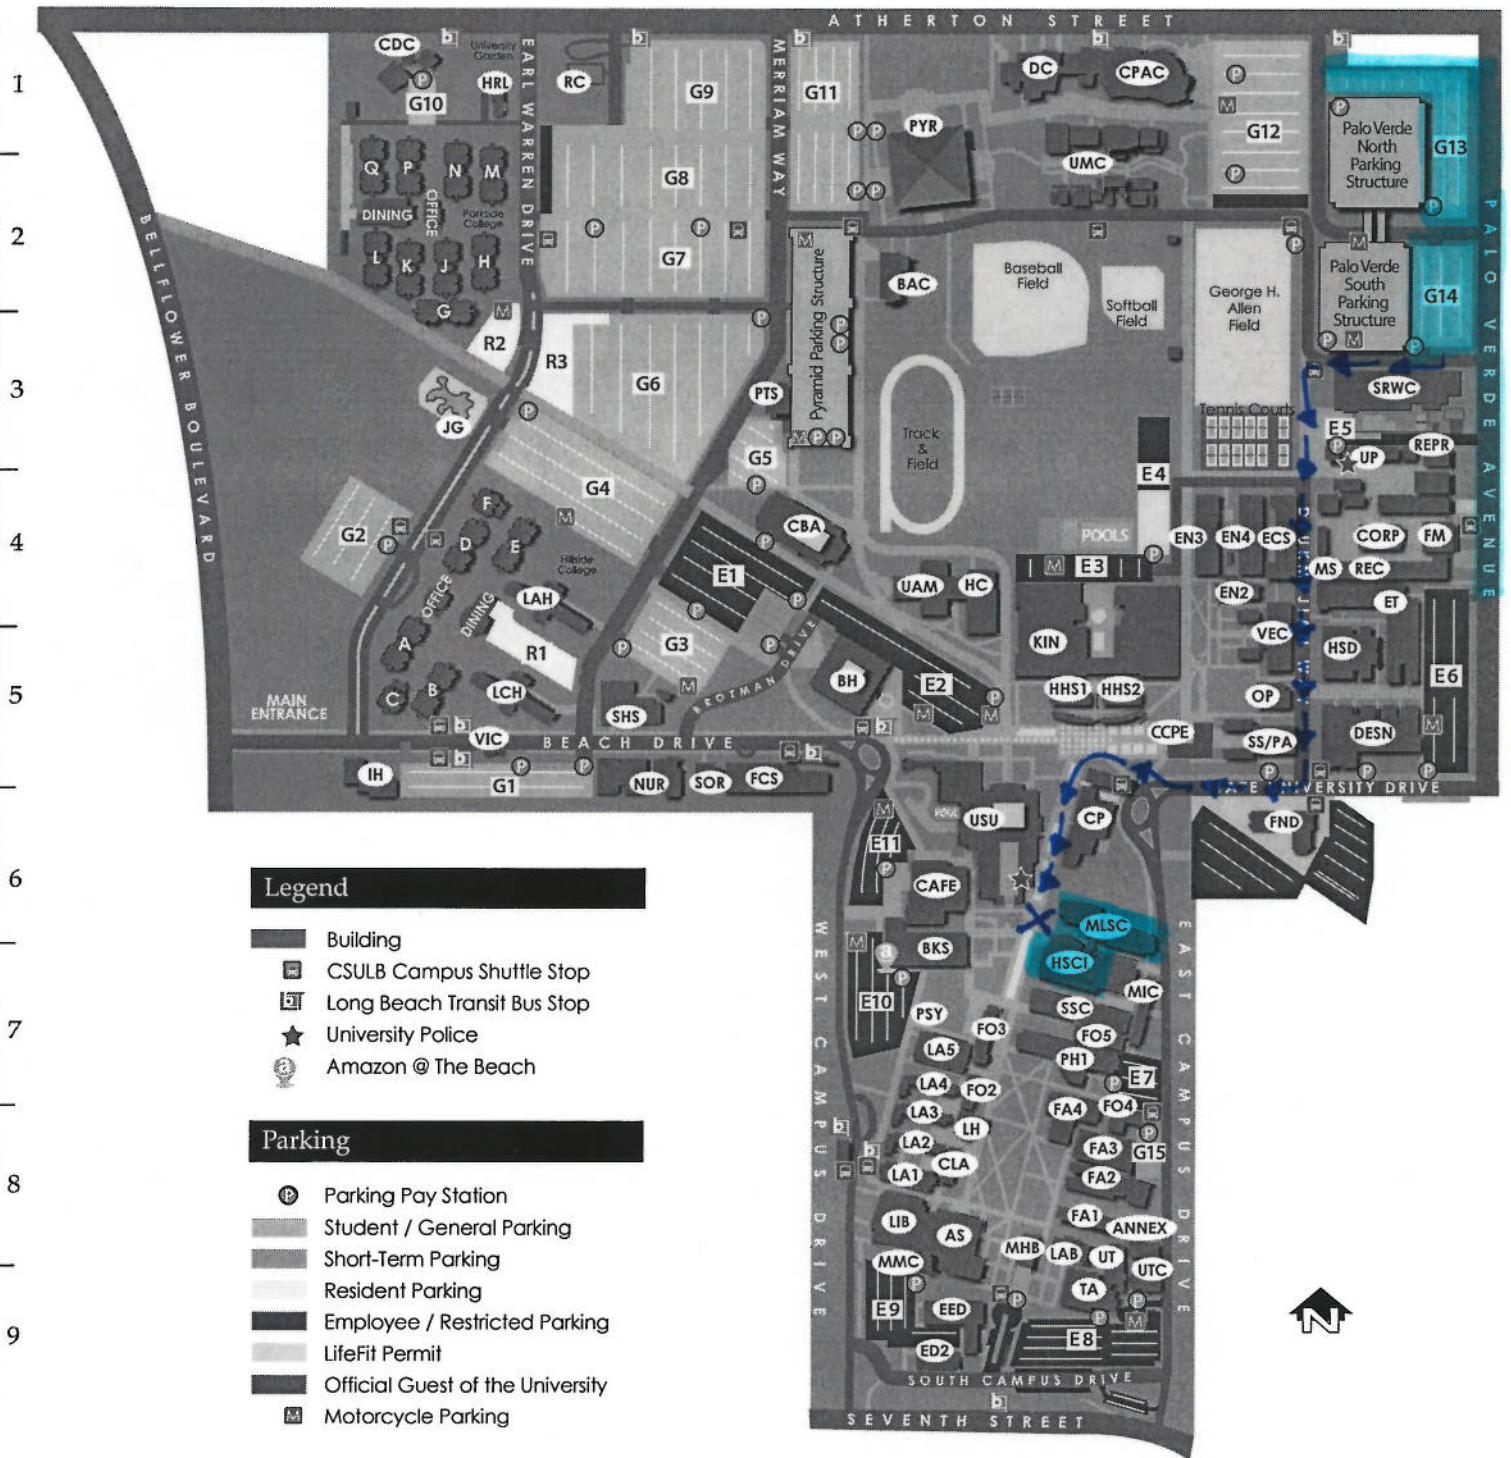 ATHERTON STREET
1
2
3
4
5
6
7
8
9
CDC
University
Garden
HRL
G10
RC
G9
G11
DC
CPAC
PYR
UMC
G12
Palo Verde
North
Parking
Structure
G13
EARL WARREN DRIVE
MERRIAM WAY
Q
P
N
M
G8
DINING
OFFICE
Parkside
College
L
K
J
H
G7
G
BELLFLOWER BOULEVARD
PALO VERDE AVENUE
Pyramid Parking Structure
BAC
Baseball
Field
Softball
Field
George H.
Allen
Field
Palo Verde
South
Parking
Structure
G14
R2
R3
G6
PTS
JG
G5
Track
&
Field
Tennis Courts
SRWC
E5
UP
REPR
E4
G4
G2
F
D
E
Hillside
College
CBA
POOLS
EN3
EN4
ECS
CORP
FM
E1
E3
MS
REC
OFFICE
DINING
LAH
UAM
HC
EN2
ET
A
R1
G3
BROTMAN DRIVE
KIN
VEC
HSD
C
B
LCH
BH
E2
HHS1
HHS2
OP
E6
MAIN
ENTRANCE
SHS
VIC
BEACH DRIVE
CCPE
SS/PA
DESN
IH
G1
NUR
SOR
FCS
UNIVERSITY DRIVE
POOL
USU
CP
FND
E11
CAFE
MLSC
HSCI
BKS
a
E10
MIC
SSC
PSY
FO3
FO5
LA5
PH1
E7
LA4
FO2
LA3
FA4
FO4
LH
LA2
FA3
G15
CLA
LA1
FA2
LIB
AS
FA1
ANNEX
MHB
LAB
UT
MMC
UTC
TA
E9
EED
E8
ED2
WEST CAMPUS DRIVE
EAST CAMPUS DRIVE
SOUTH CAMPUS DRIVE
SEVENTH STREET
N
Legend
Building
CSULB Campus Shuttle Stop
Long Beach Transit Bus Stop
University Police
Amazon @ The Beach
Parking
Parking Pay Station
Student / General Parking
Short-Term Parking
Resident Parking
Employee / Restricted Parking
LifeFit Permit
Official Guest of the University
Motorcycle Parking